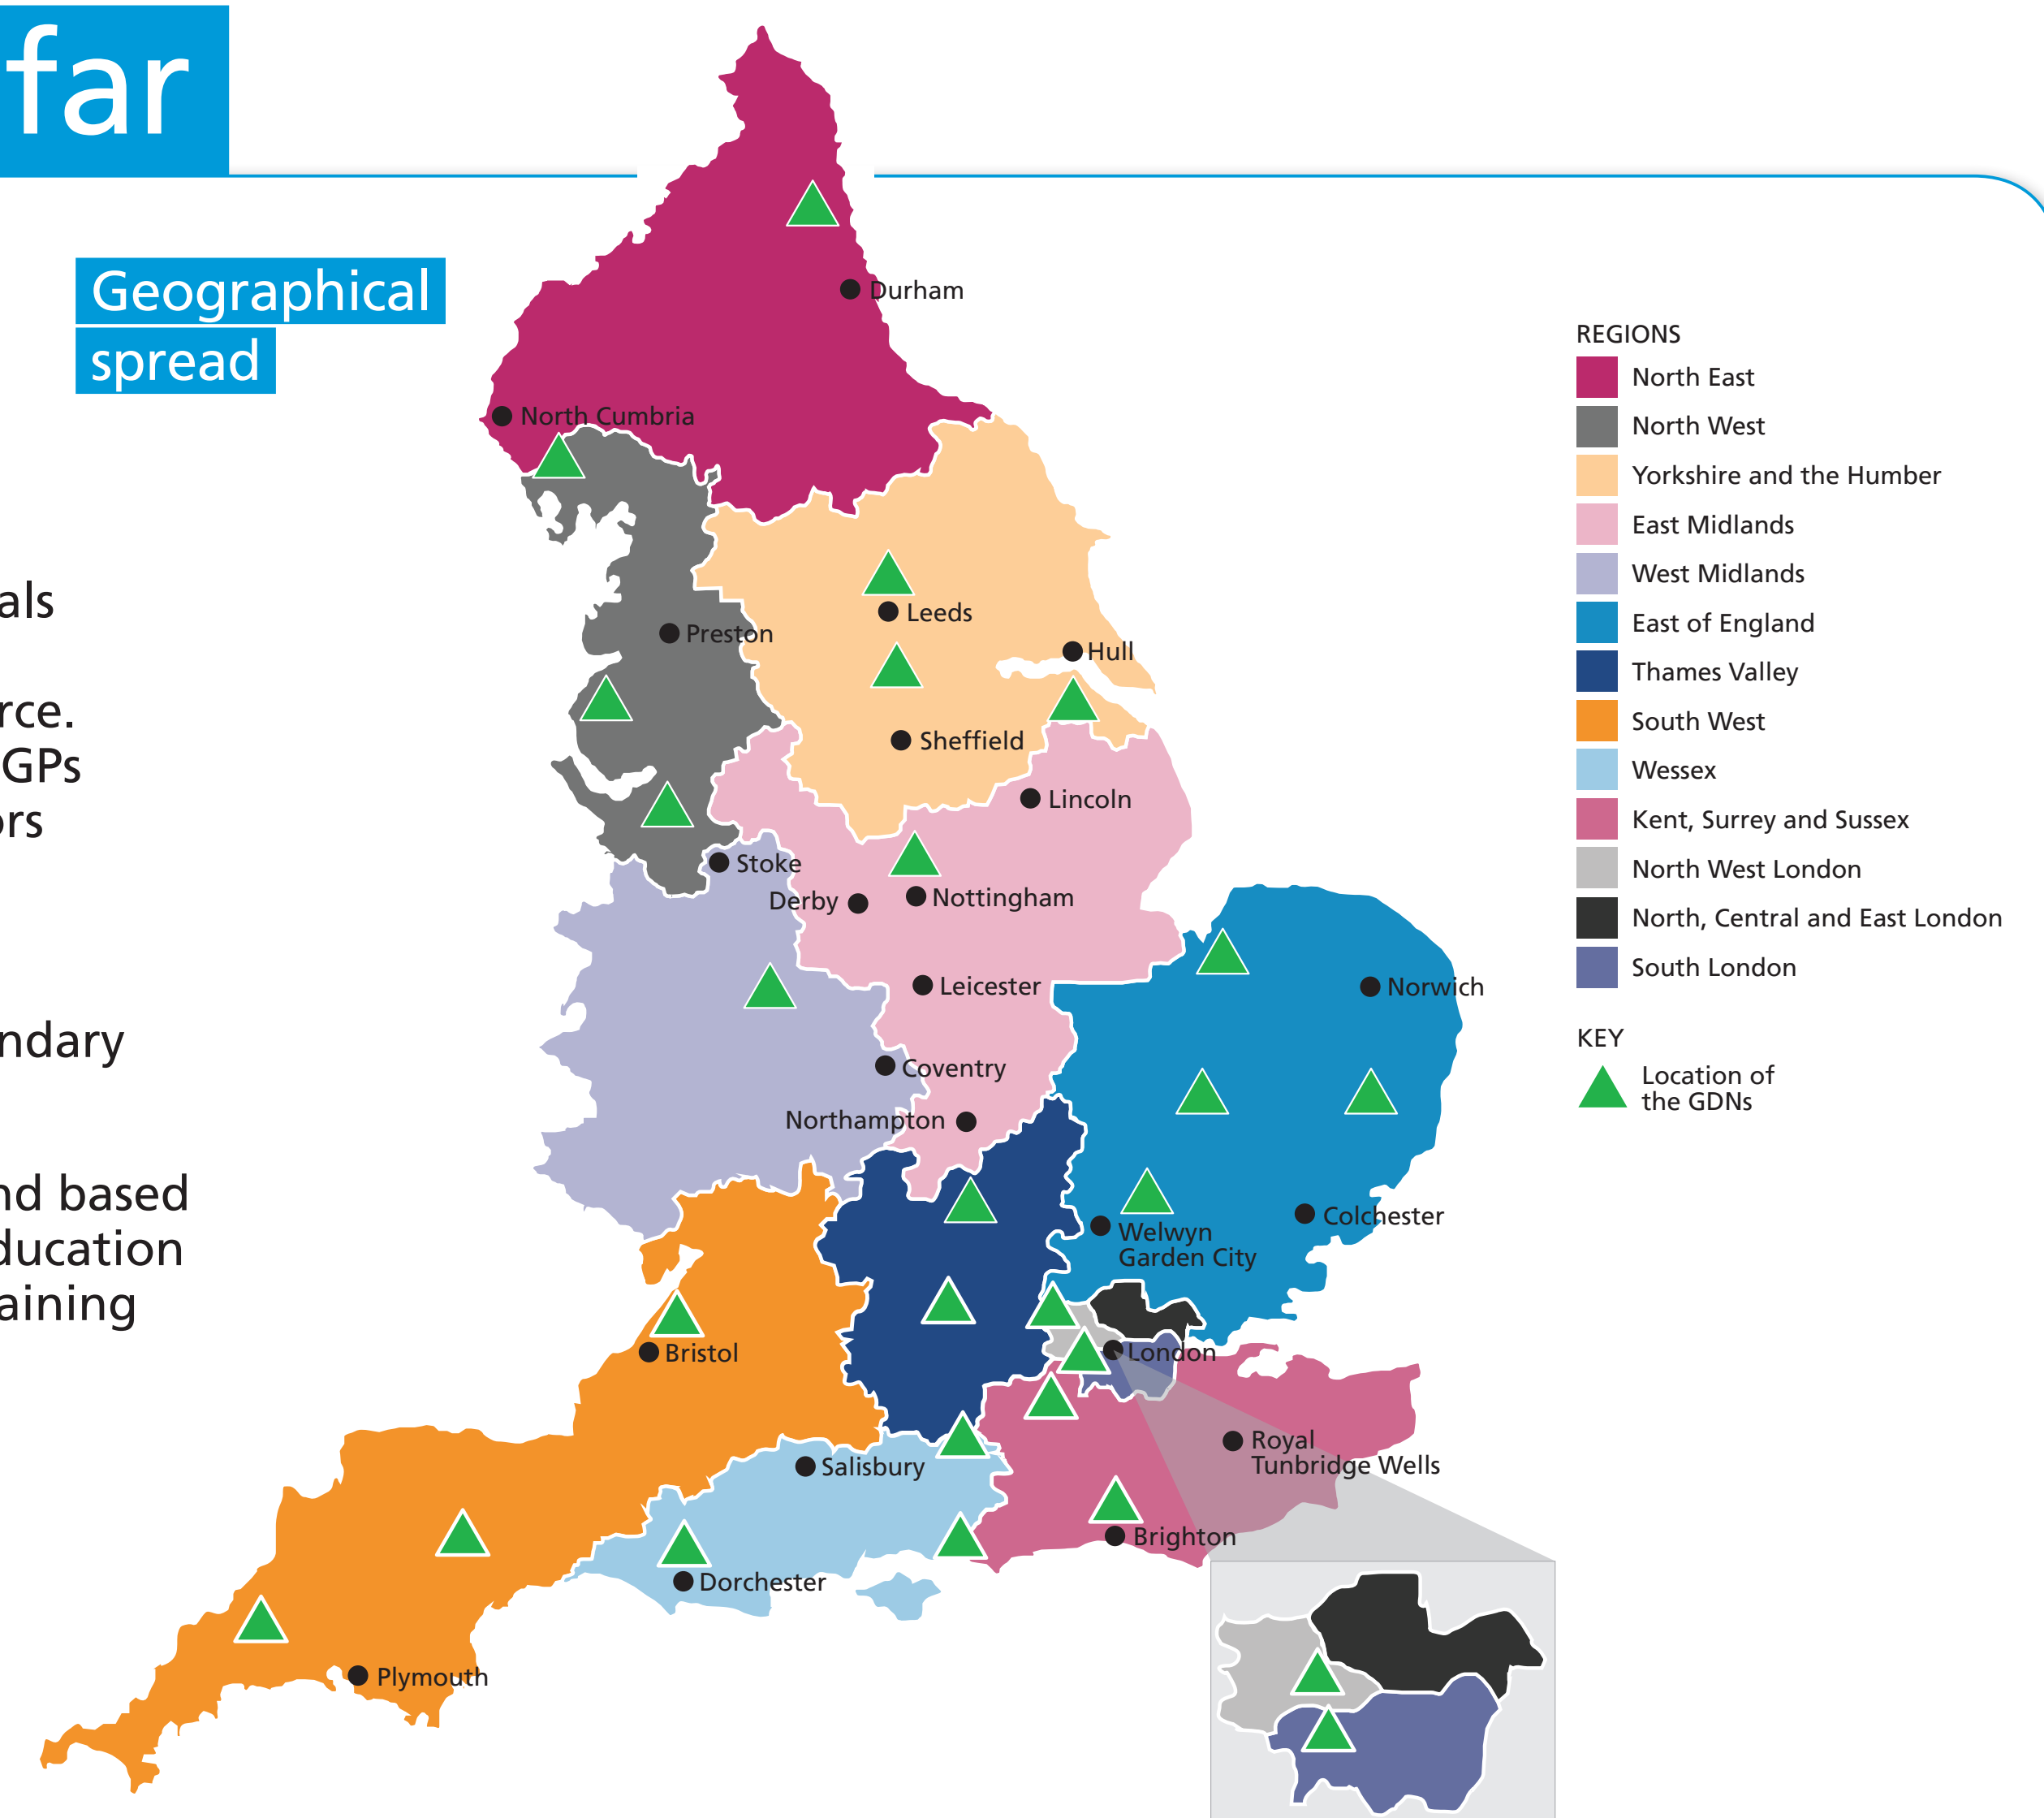 far
Geographical
spread
als
rce.
GPs
ors
ndary
nd based
ducation
aining
Durham
North Cumbria
Leeds
Preston
Hull
Sheffield
Lincoln
Stoke
Derby
Nottingham
Leicester
Norwich
Coventry
Northampton
Colchester
Welwyn
Garden City
Bristol
London
Royal
Tunbridge Wells
Salisbury
Brighton
Dorchester
Plymouth
REGIONS
North East
North West
Yorkshire and the Humber
East Midlands
West Midlands
East of England
Thames Valley
South West
Wessex
Kent, Surrey and Sussex
North West London
North, Central and East London
South London
KEY
Location of
the GDNs